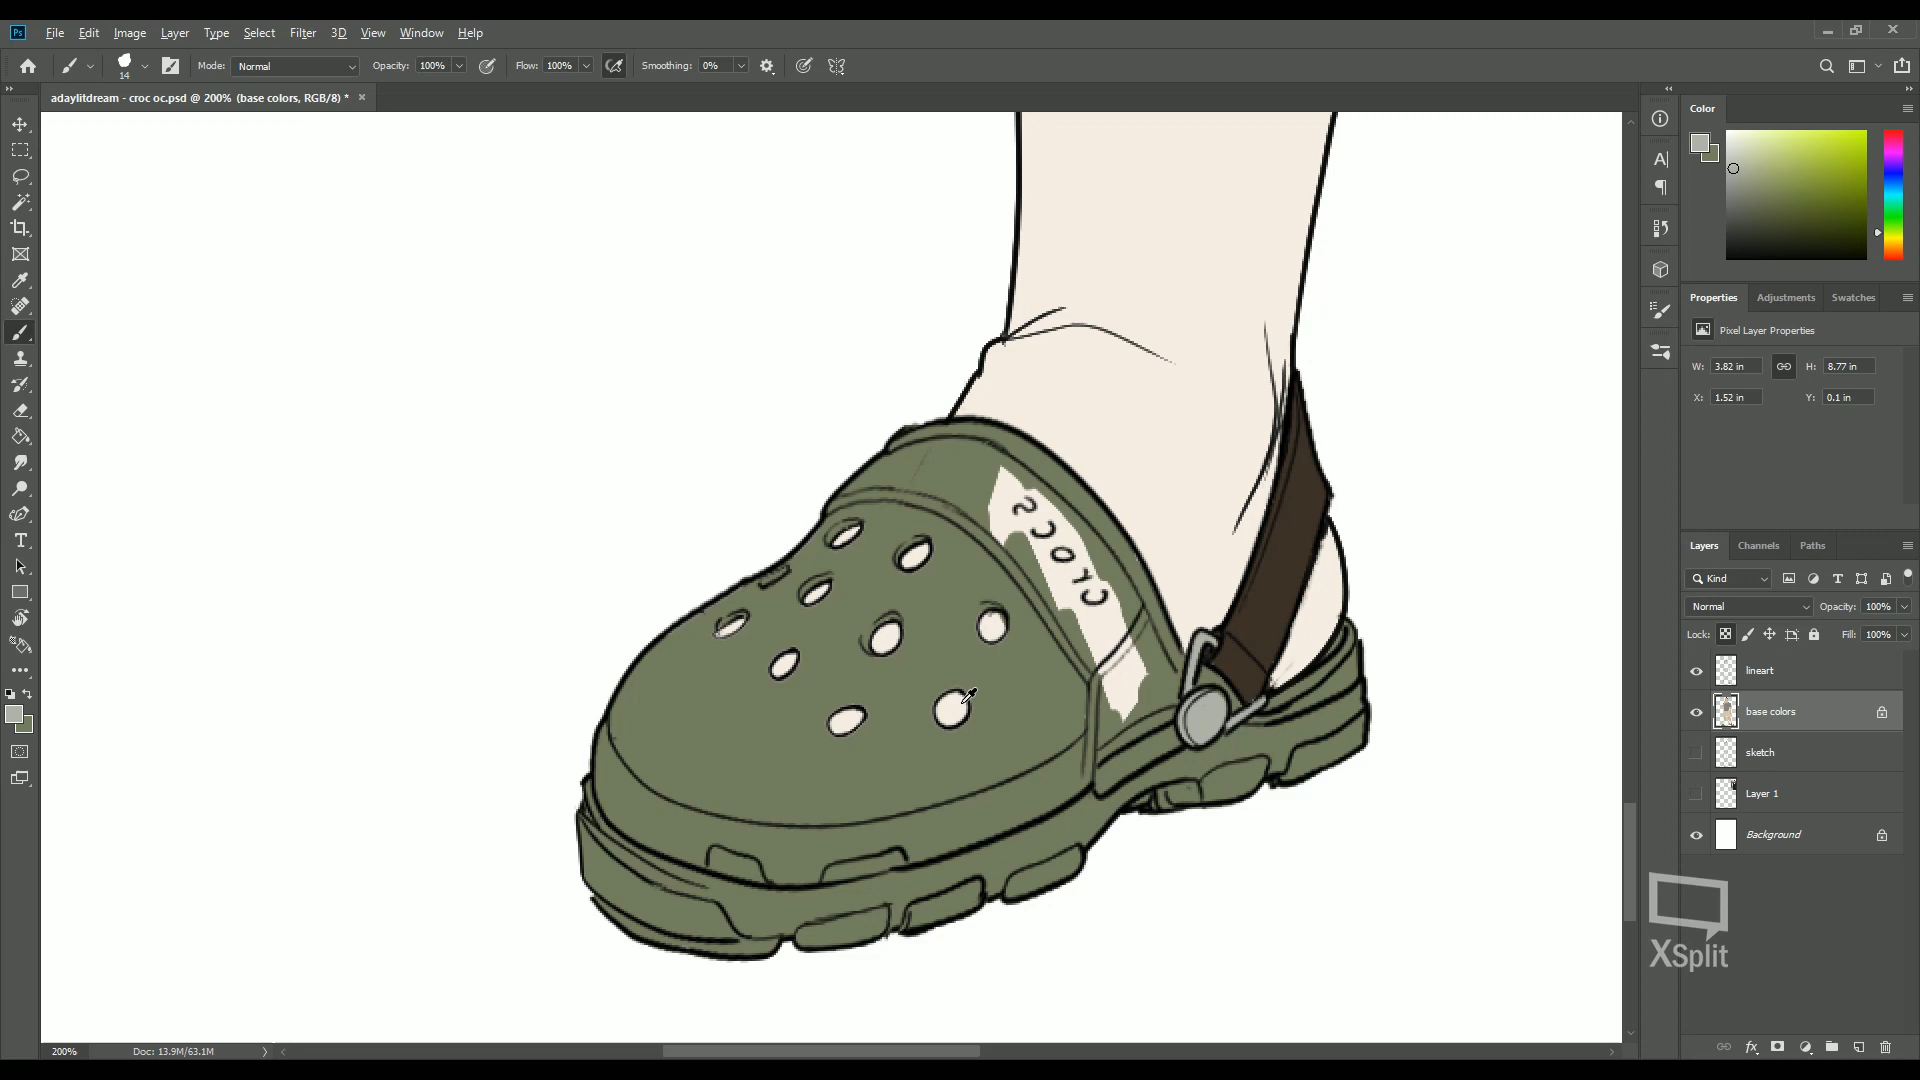 Ps File Edit Image Layer Type Select Filter 3D View Window Help
14 Mode: Normal Opacity: 100% Flow: 100% Smoothing: 0%
adaylitdream - croc oc.psd @ 200% (base colors, RGB/8) *
Color
Properties Adjustments Swatches
Pixel Layer Properties
W: 3.82 in H: 8.77 in
X: 1.52 in Y: 0.1 in
crocs
Layers Channels Paths
Kind
Normal Opacity: 100%
Lock: Fill: 100%
lineart
base colors
sketch
Layer 1
Background
XSplit
200% Doc: 13.9M/63.1M